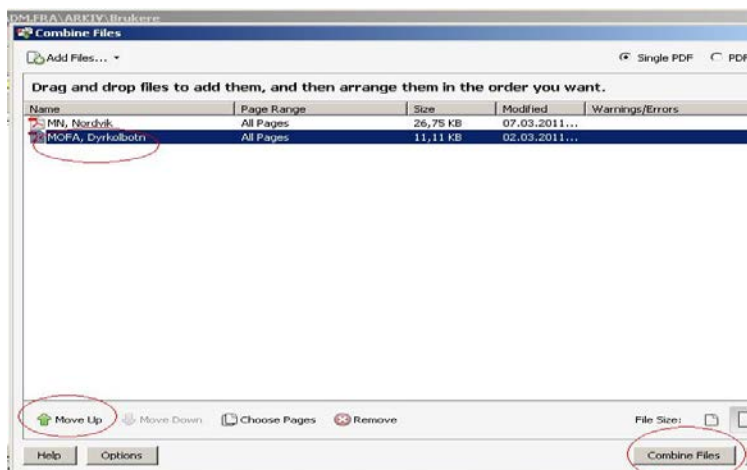 DM.FRA\ARKIV\Brukere
Combine Files
Add Files... Single PDF PDF
Drag and drop files to add them, and then arrange them in the order you want.
Name Page Range Size Modified Warnings/Errors
MN, Nordvik All Pages 26,75 KB 07.03.2011...
MOFA, Dyrkolbotn All Pages 11,11 KB 02.03.2011...
Move Up Move Down Choose Pages Remove File Size:
Help Options Combine Files